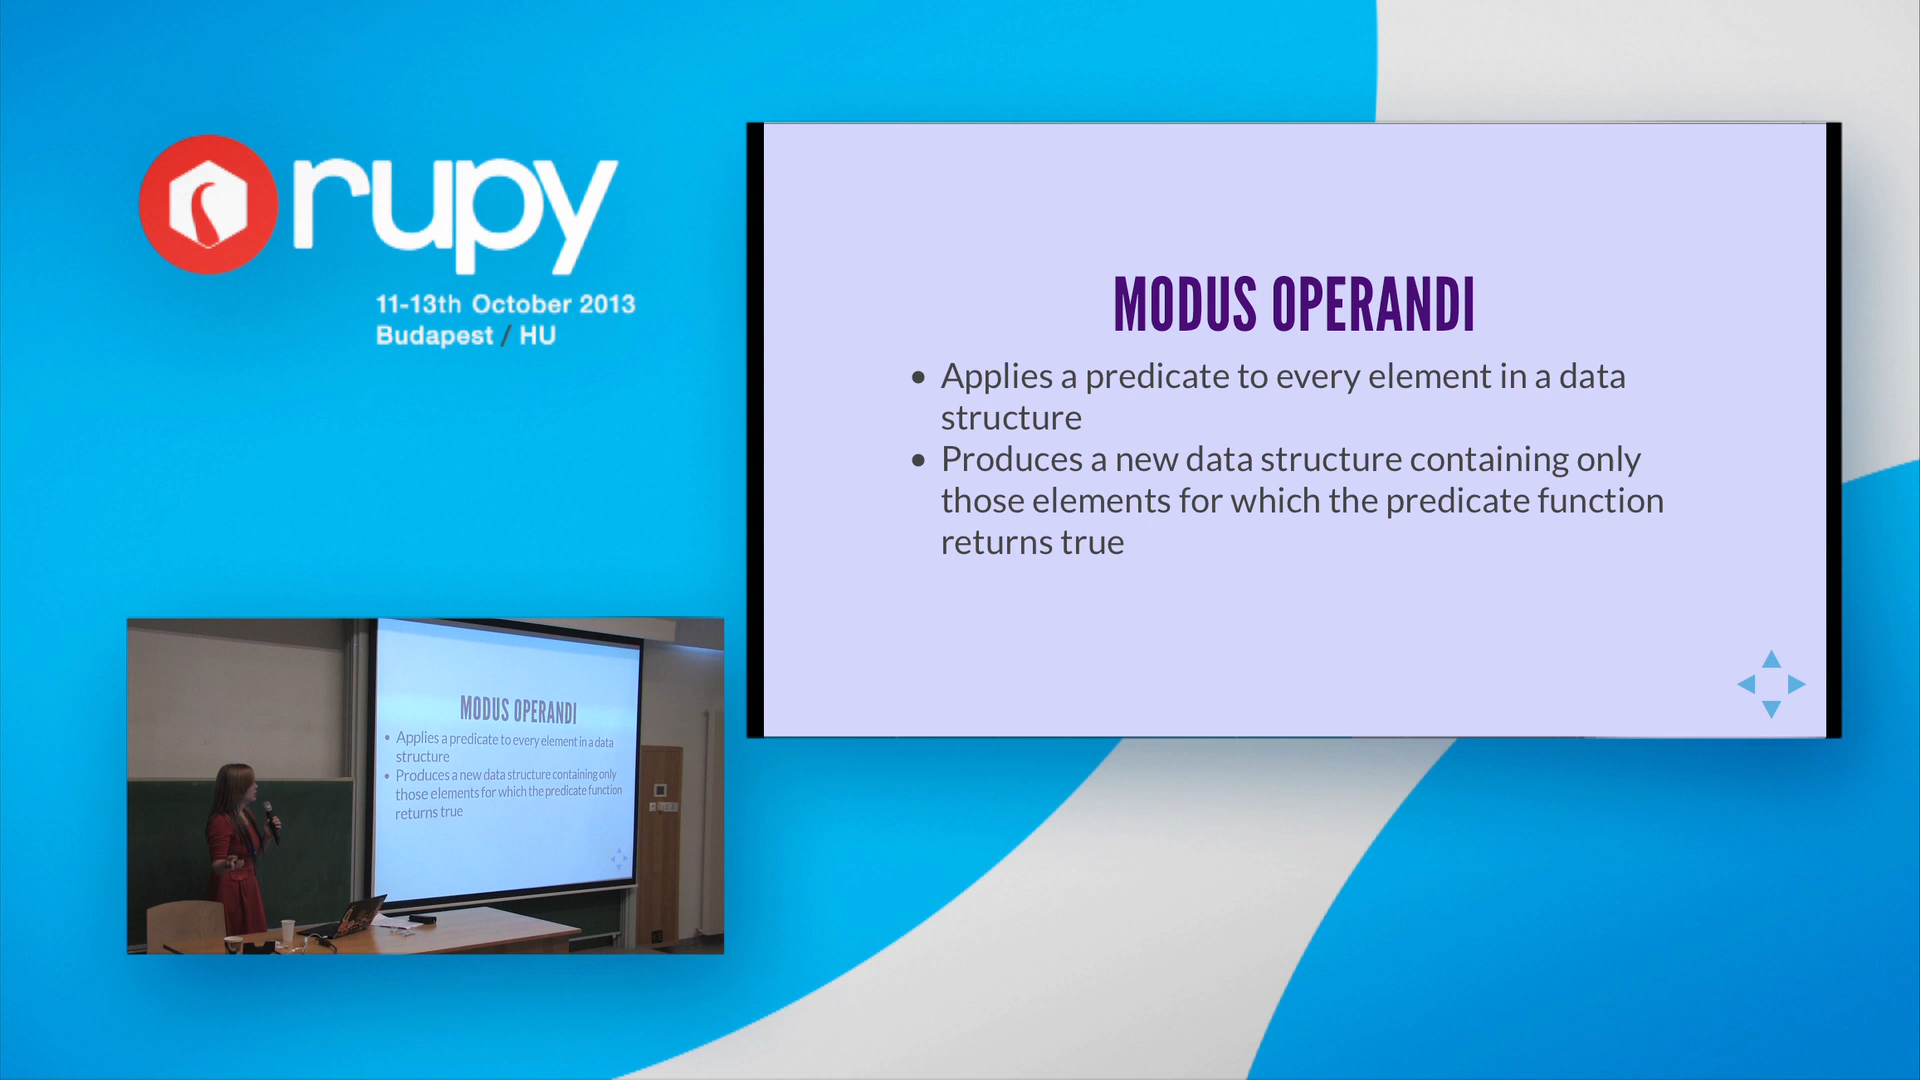 rupy
11-13th October 2013
Budapest / HU
MODUS OPERANDI
• Applies a predicate to every element in a data
structure
• Produces a new data structure containing only
those elements for which the predicate function
returns true
MODUS OPERANDI
• Applies a predicate to every element in a data
structure
• Produces a new data structure containing only
those elements for which the predicate function
returns true